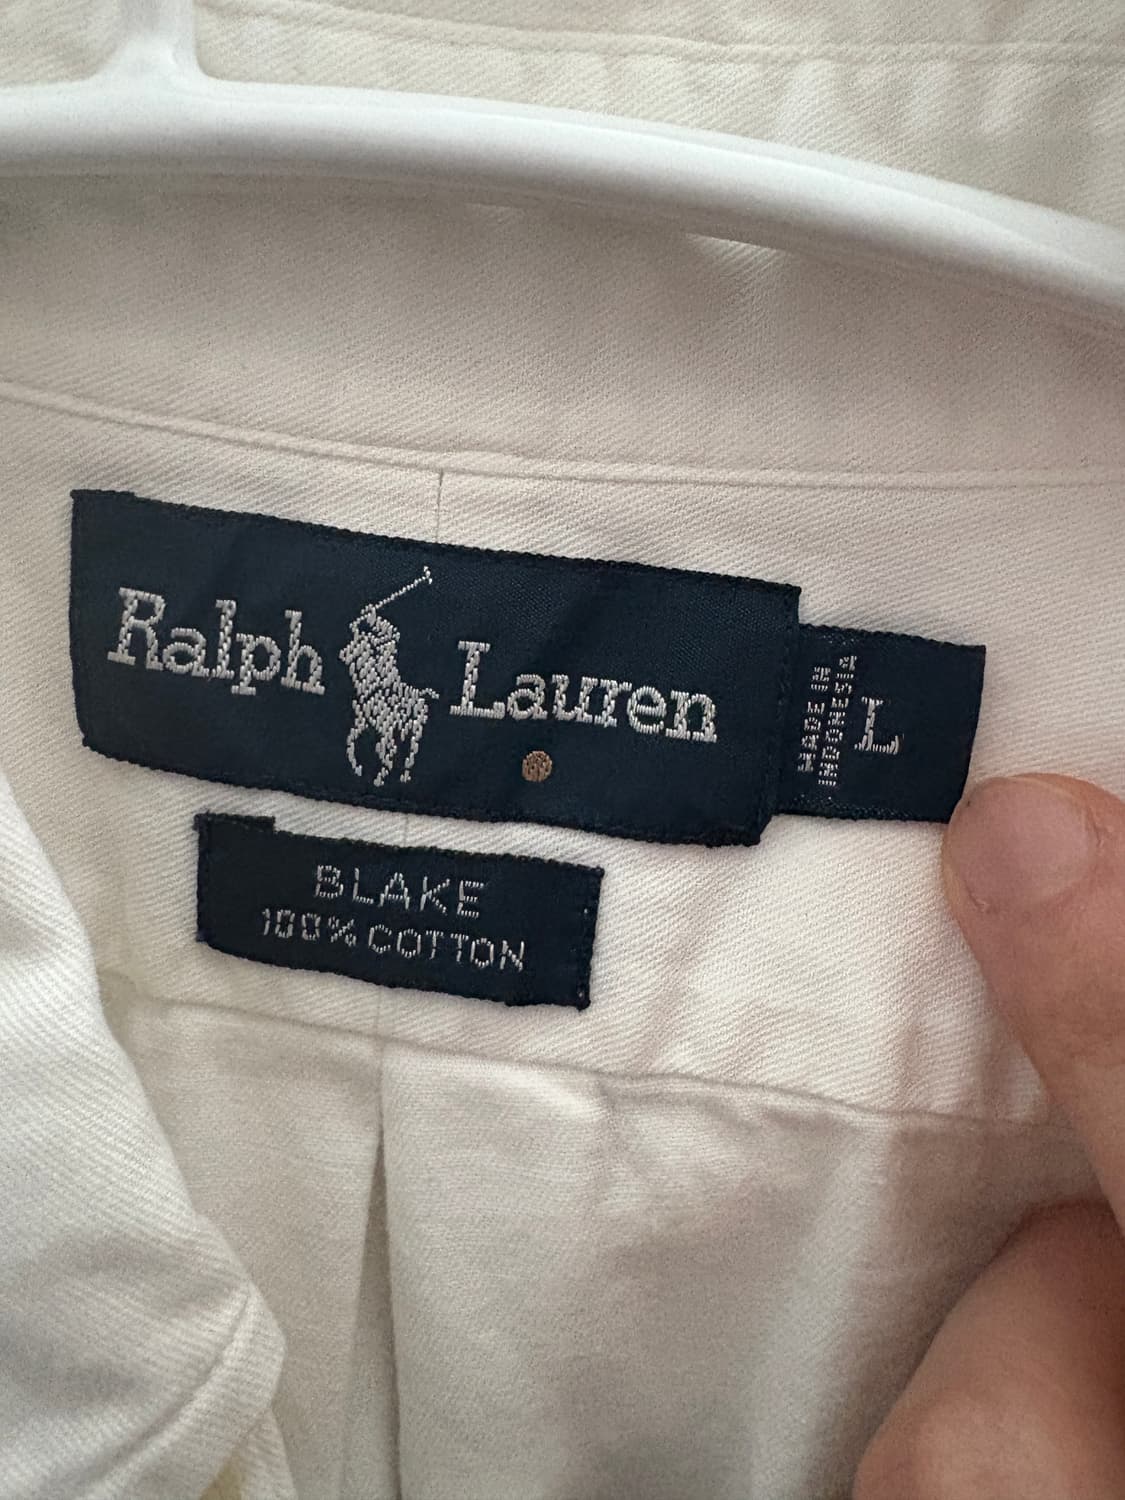 Ralph Lauren
MADE IN
INDONESIA
L
BLAKE
100% COTTON